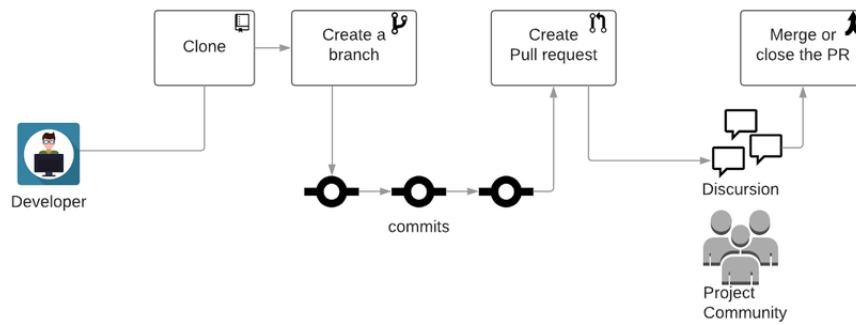 Clone
Create a
branch
Create
Pull request
Merge or
close the PR
Developer
commits
Discursion
Project
Community